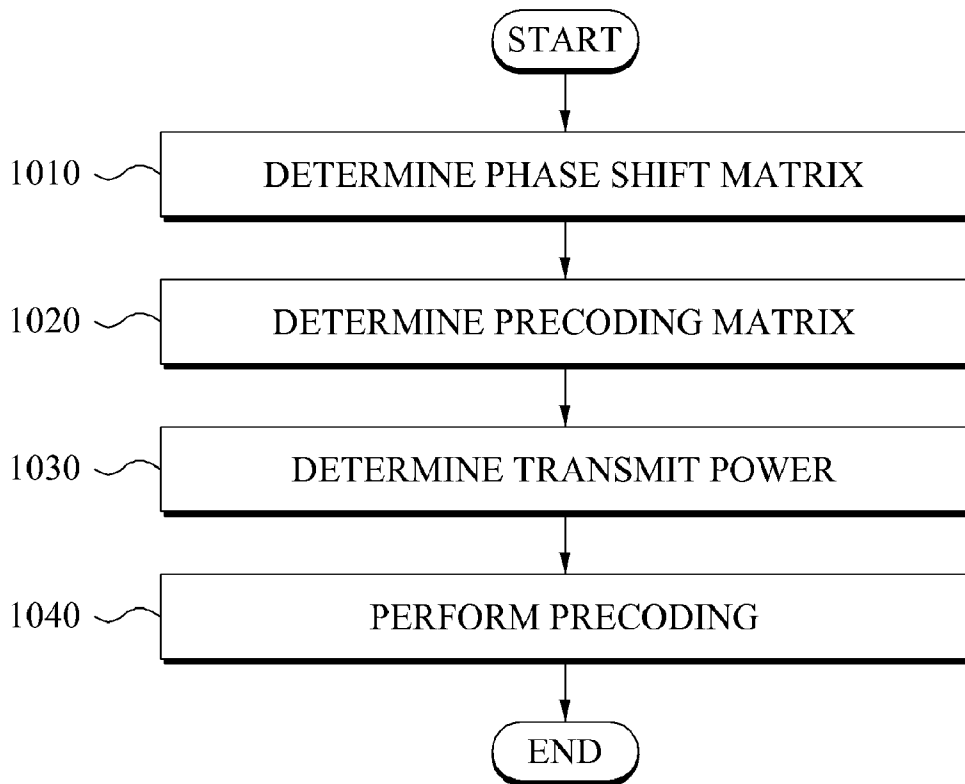 START
1010 DETERMINE PHASE SHIFT MATRIX
1020 DETERMINE PRECODING MATRIX
1030 DETERMINE TRANSMIT POWER
1040 PERFORM PRECODING
END